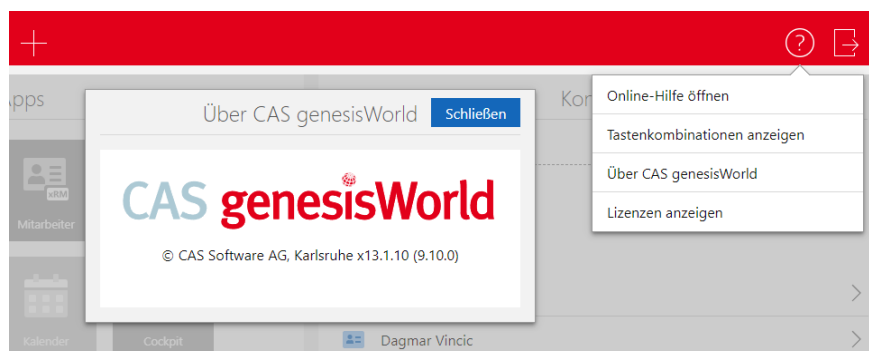 Apps
Kon
Über CAS genesisWorld
Schließen
Online-Hilfe öffnen
Tastenkombinationen anzeigen
Über CAS genesisWorld
Lizenzen anzeigen
xRM
Mitarbeiter
CAS genesisWorld
© CAS Software AG, Karlsruhe x13.1.10 (9.10.0)
Kalender
Cockpit
Dagmar Vincic